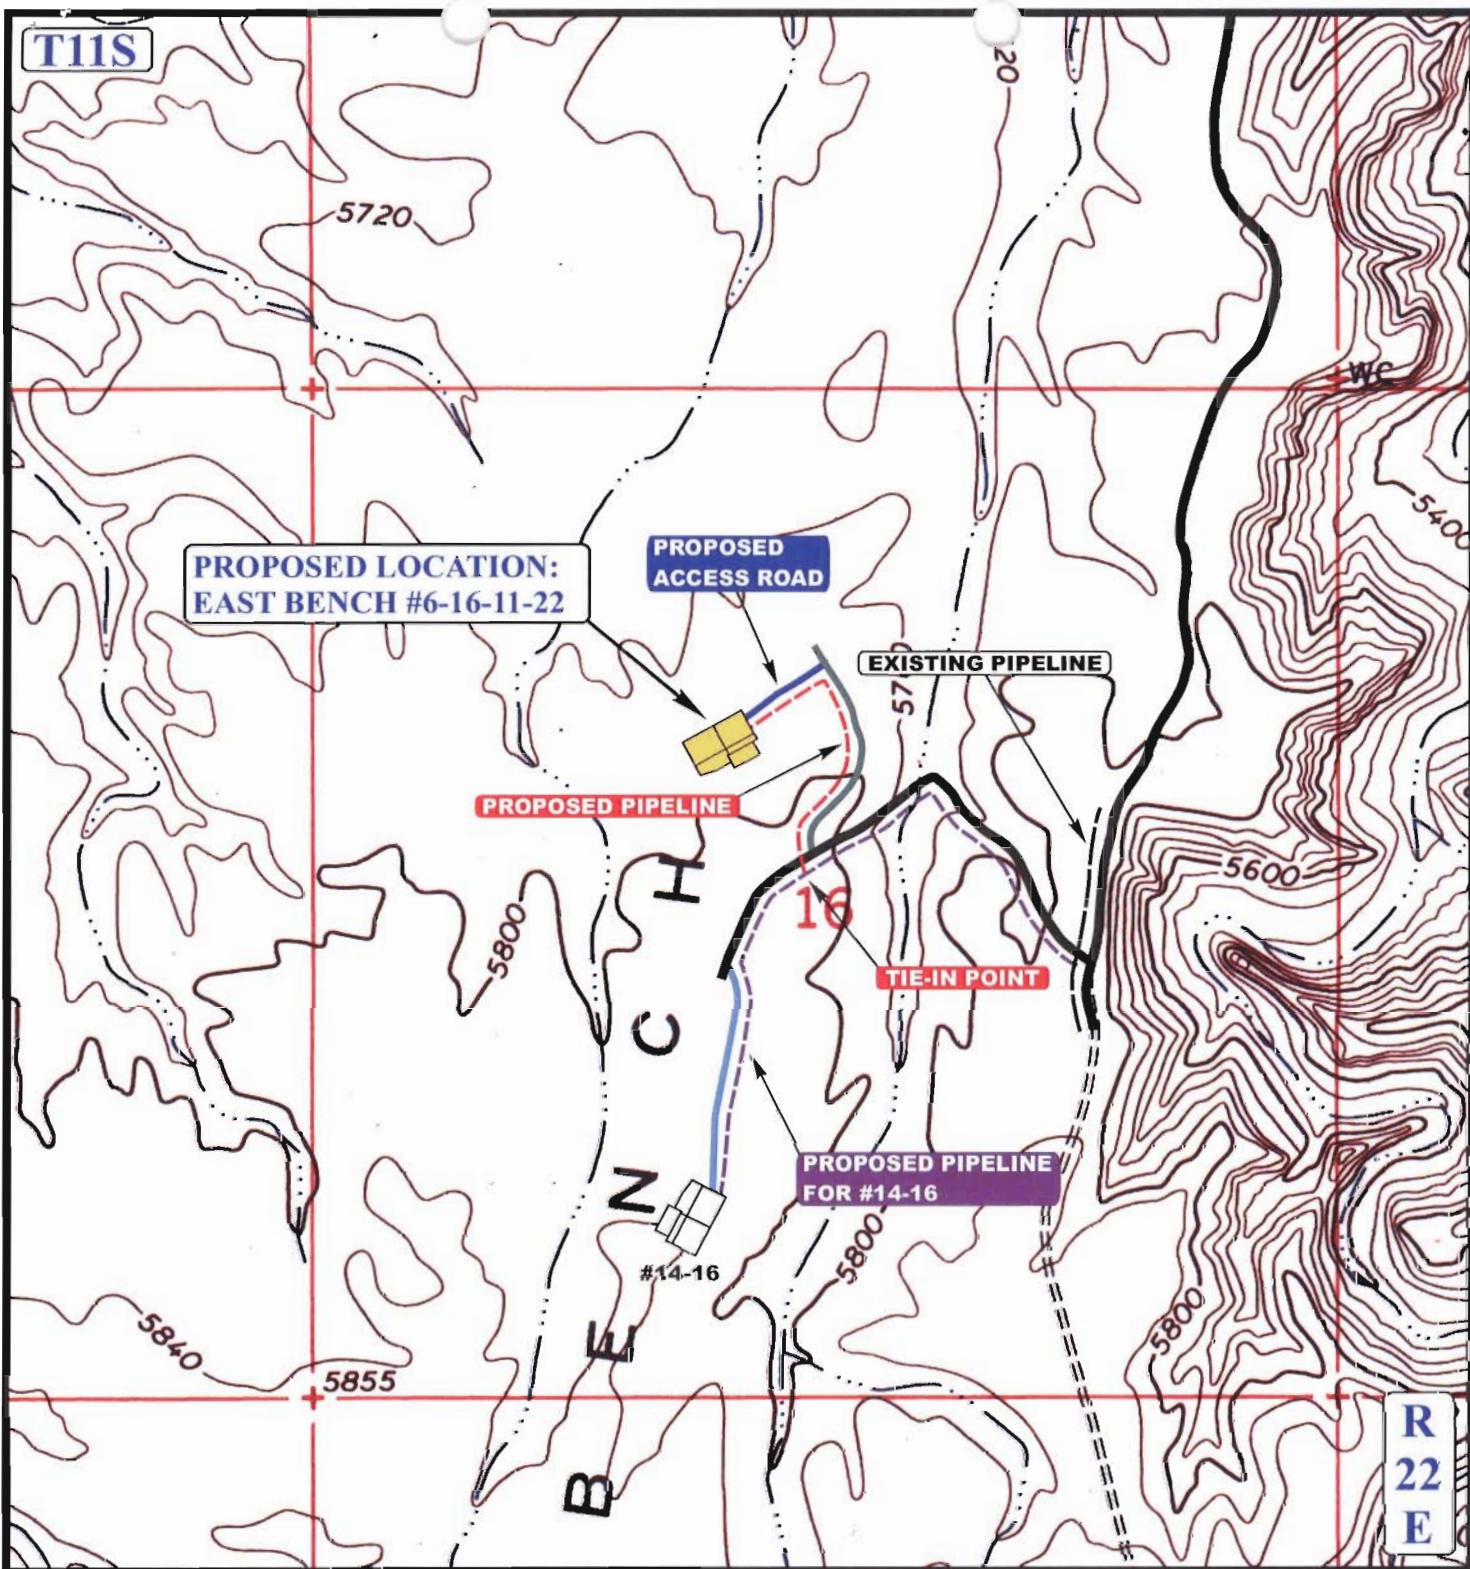 T11S
20
5720
WC
5400
PROPOSED LOCATION:
EAST BENCH #6-16-11-22
PROPOSED
ACCESS ROAD
EXISTING PIPELINE
PROPOSED PIPELINE
5600
16
5800
TIE-IN POINT
PROPOSED PIPELINE
FOR #14-16
5800
#14-16
5840
5855
5800
B E N C H
R
22
E